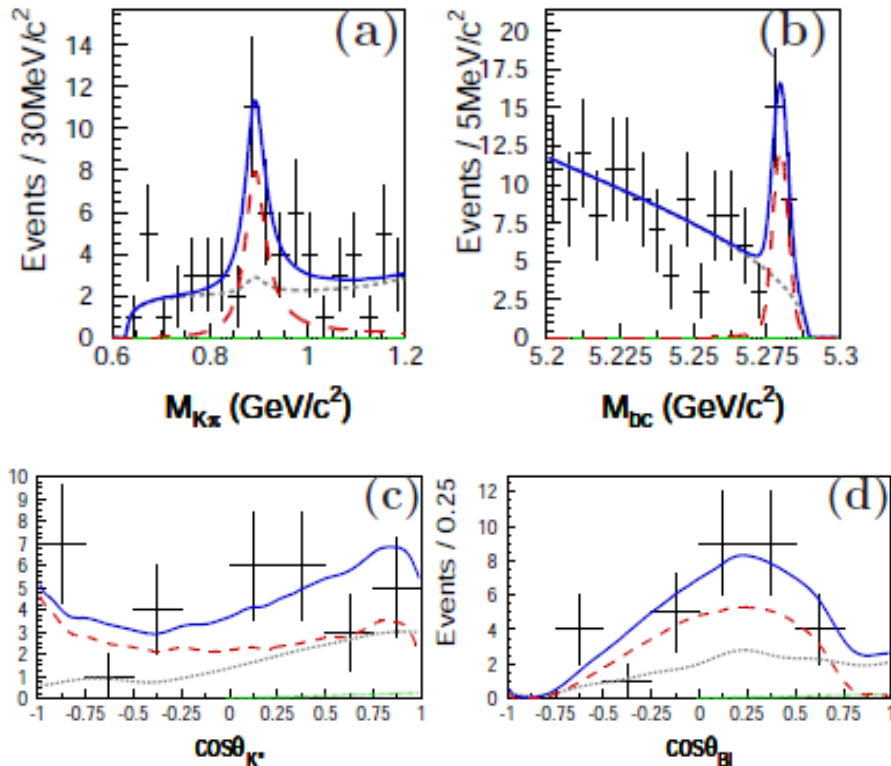 (a)
Events / 30MeV/c²
14
12
10
8
6
4
2
0
0.6 0.8 1 1.2
M_Kπ (GeV/c²)
(b)
Events / 5MeV/c²
20
17.5
15
12.5
10
7.5
5
2.5
0
5.2 5.225 5.25 5.275 5.3
M_bc (GeV/c²)
(c)
10
9
8
7
6
5
4
3
2
1
0
-1 -0.75 -0.5 -0.25 0 0.25 0.5 0.75 1
cosθ_K*
(d)
Events / 0.25
12
10
8
6
4
2
0
-1 -0.75 -0.5 -0.25 0 0.25 0.5 0.75 1
cosθ_Bl